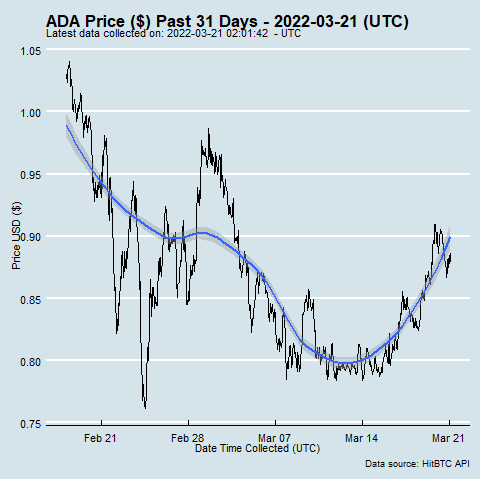 ADA Price ($) Past 31 Days - 2022-03-21 (UTC)
Latest data collected on: 2022-03-21 02:01:42 - UTC
1.05
1.00
0.95
0.90
0.85
0.80
0.75
Price USD ($)
Feb 21
Feb 28
Mar 07
Mar 14
Mar 21
Date Time Collected (UTC)
Data source: HitBTC API